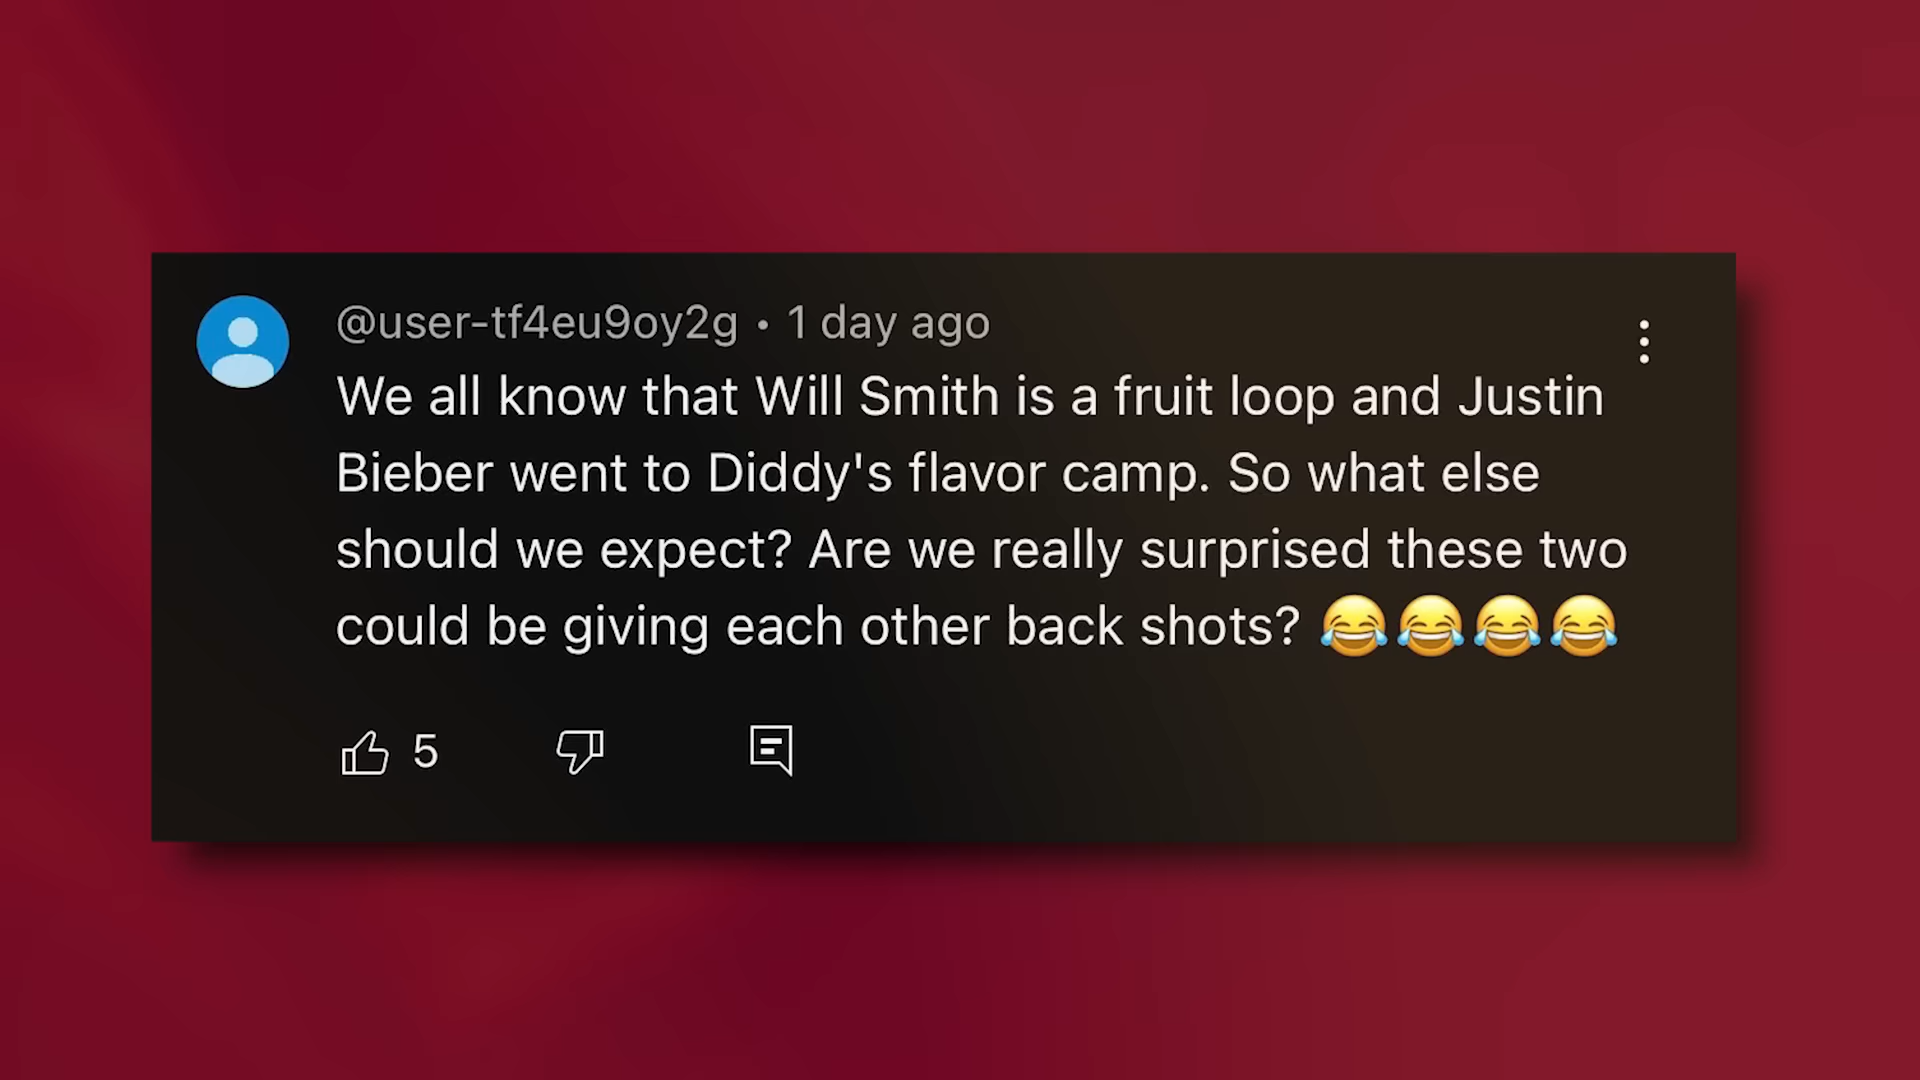 @user-tf4eu9oy2g • 1 day ago
We all know that Will Smith is a fruit loop and Justin
Bieber went to Diddy's flavor camp. So what else
should we expect? Are we really surprised these two
could be giving each other back shots? 😂😂😂😂
5